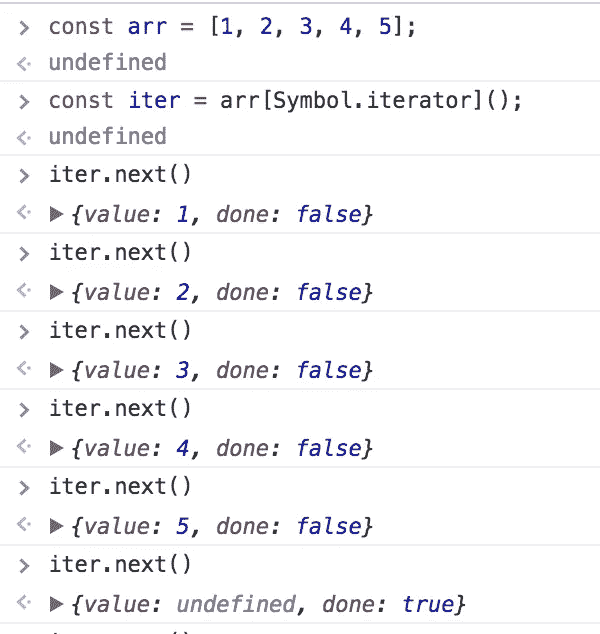 > const arr = [1, 2, 3, 4, 5];
undefined
> const iter = arr[Symbol.iterator]();
undefined
> iter.next()
▶ {value: 1, done: false}
> iter.next()
▶ {value: 2, done: false}
> iter.next()
▶ {value: 3, done: false}
> iter.next()
▶ {value: 4, done: false}
> iter.next()
▶ {value: 5, done: false}
> iter.next()
▶ {value: undefined, done: true}